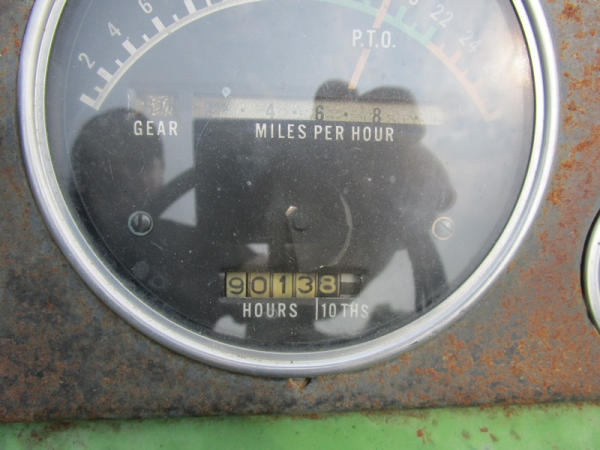 2 4 6 22 24
P.T.O.
4 · 6 · 8 ·
GEAR
MILES PER HOUR
90138
HOURS | 10THS